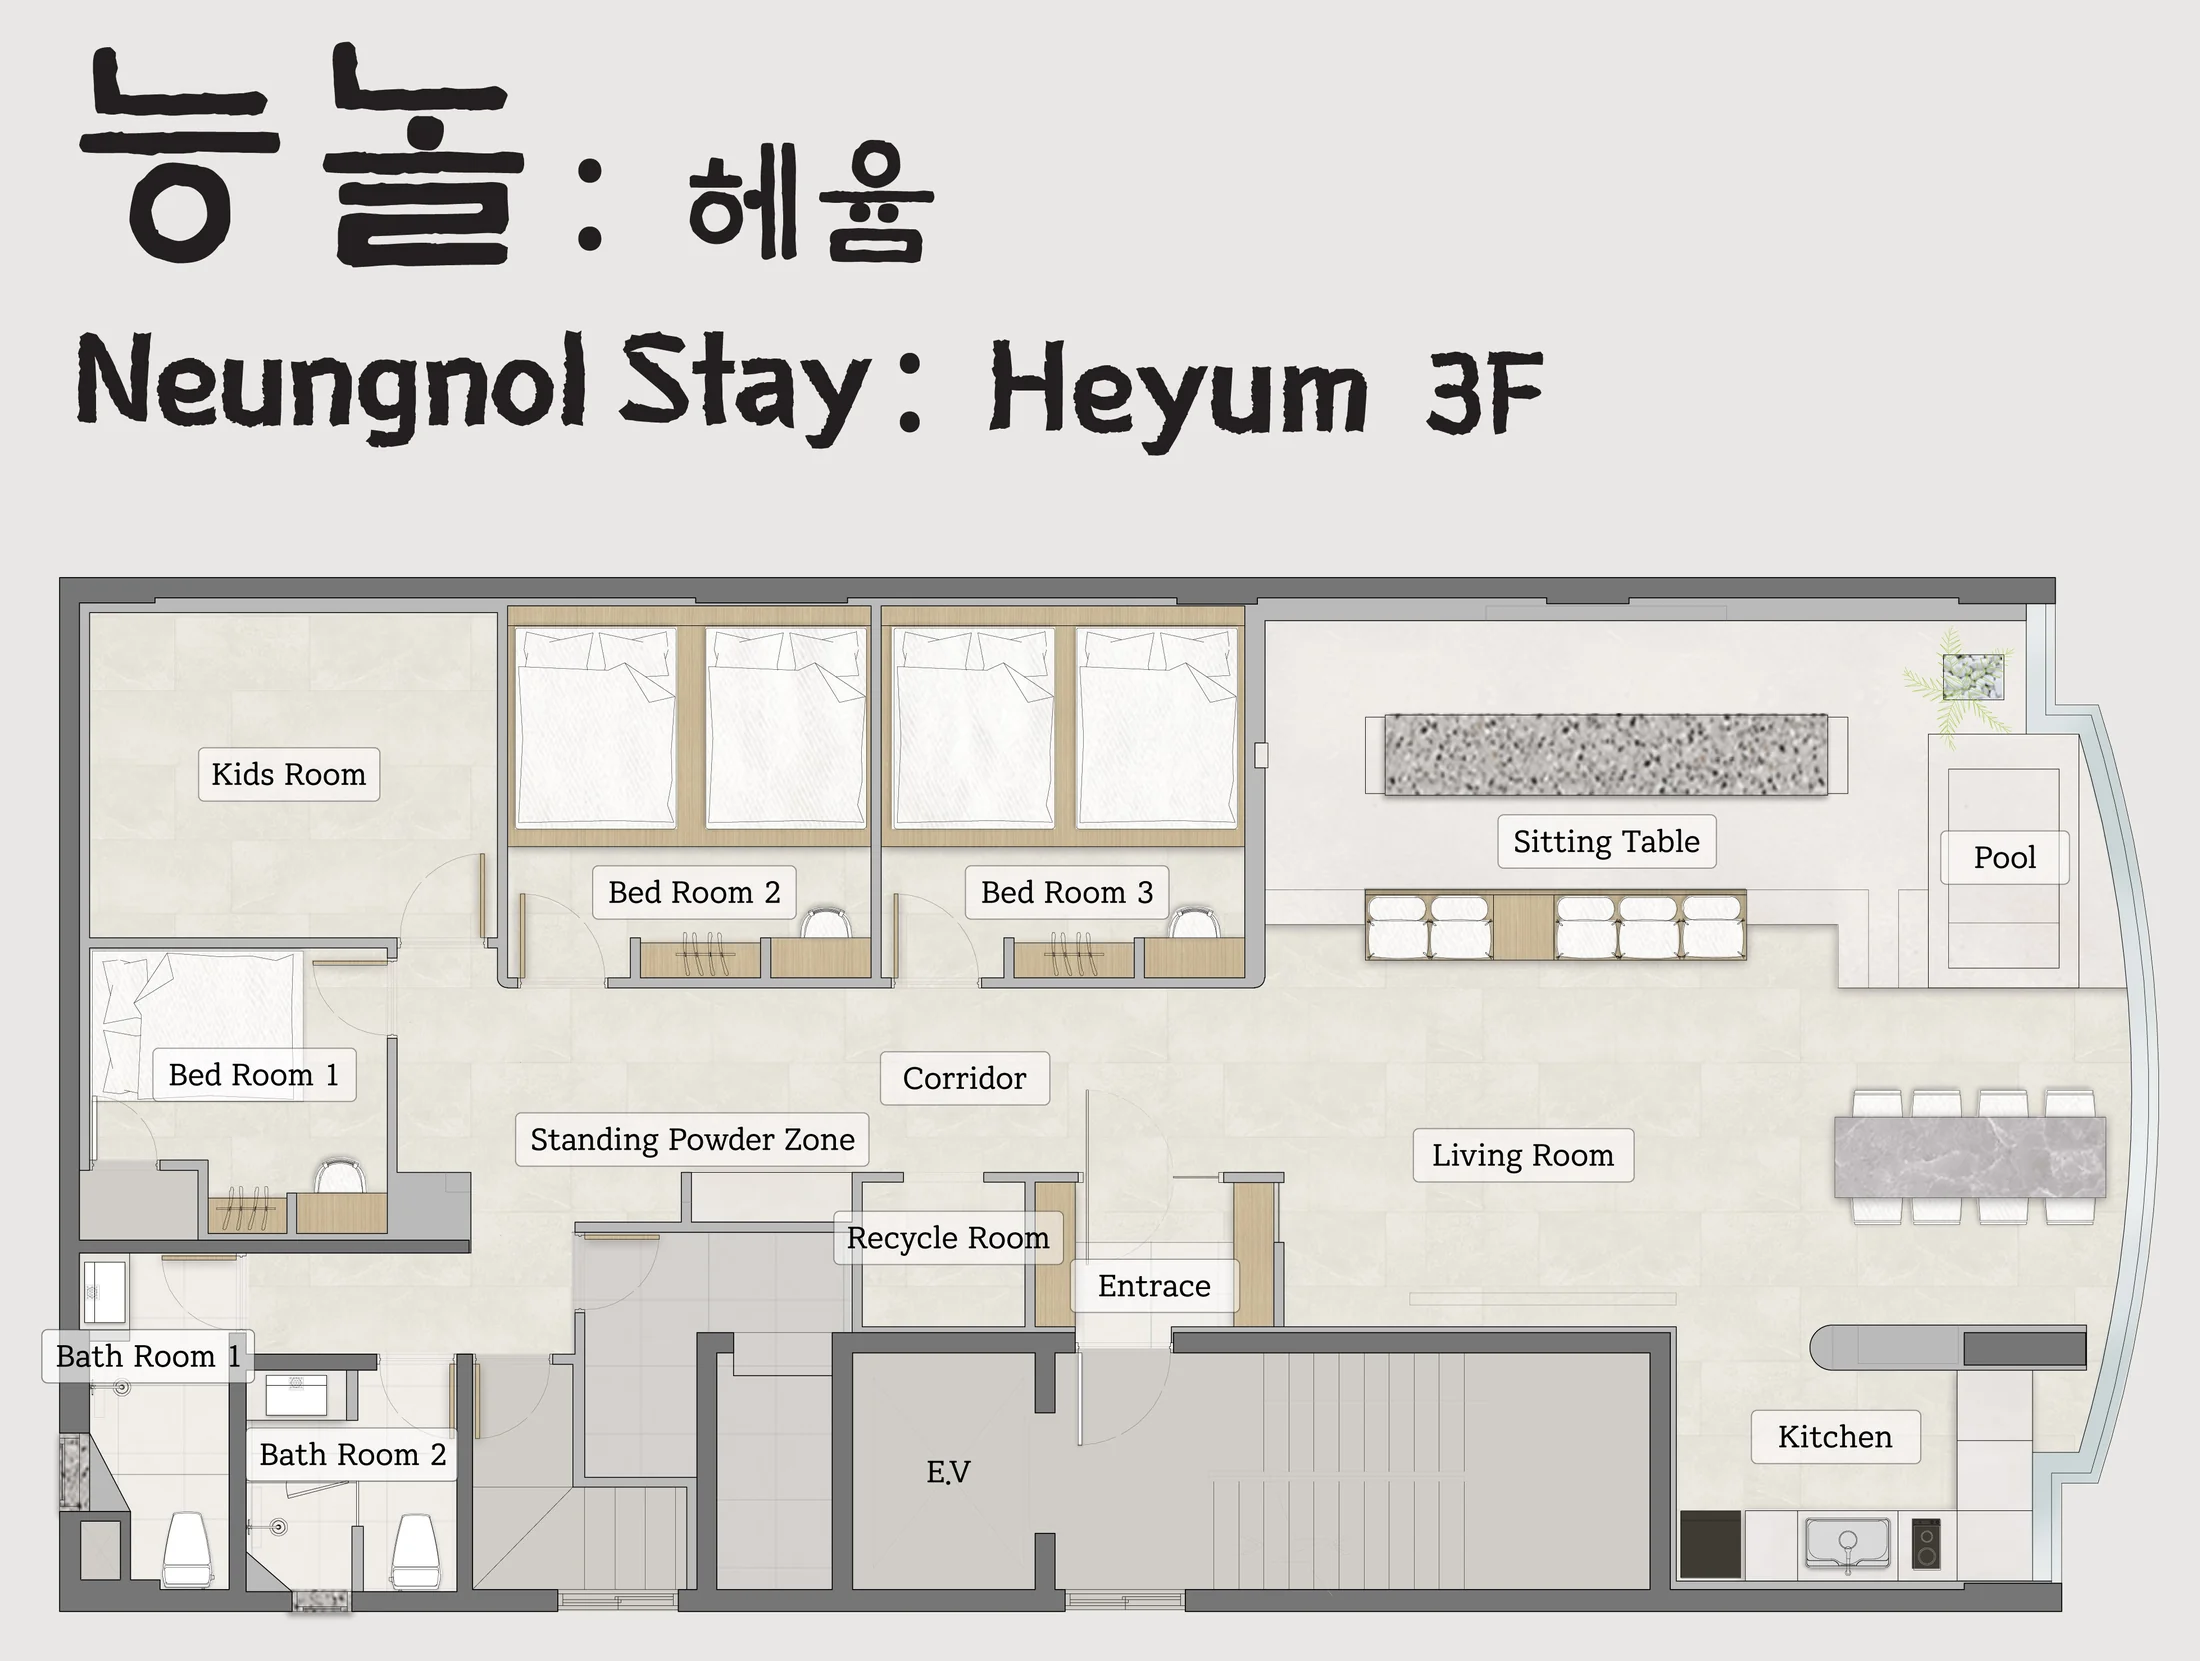 능놀: 헤윰
Neungnol Stay: Heyum 3F
Kids Room
Bed Room 2
Bed Room 3
Sitting Table
Pool
Bed Room 1
Corridor
Standing Powder Zone
Living Room
Recycle Room
Entrace
Bath Room 1
Bath Room 2
E.V
Kitchen